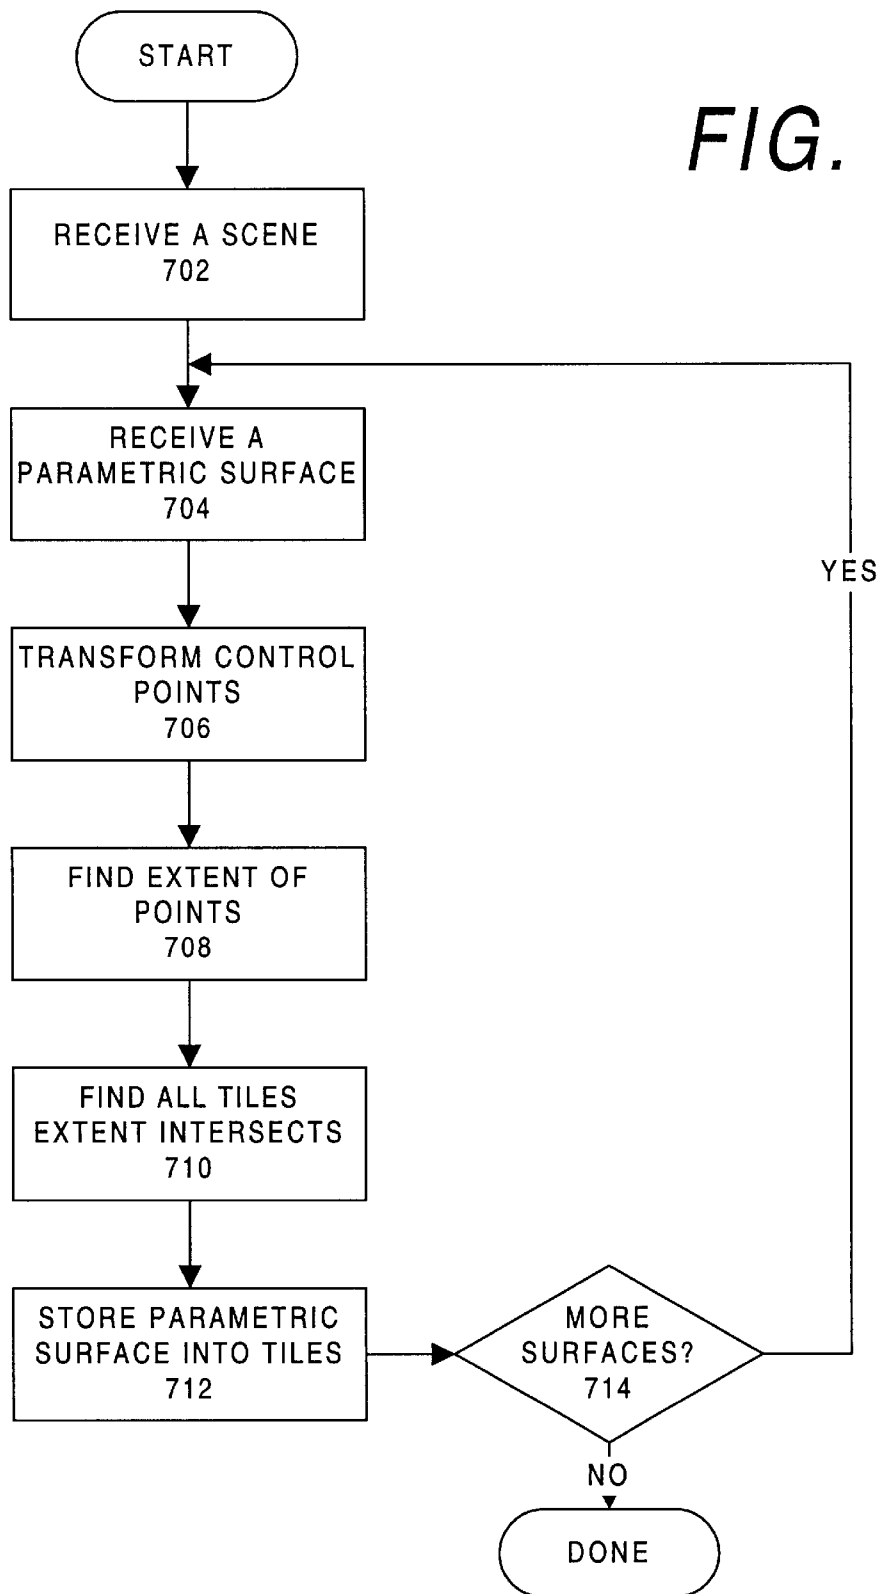 START
FIG.
RECEIVE A SCENE
702
RECEIVE A
PARAMETRIC SURFACE
704
YES
TRANSFORM CONTROL
POINTS
706
FIND EXTENT OF
POINTS
708
FIND ALL TILES
EXTENT INTERSECTS
710
STORE PARAMETRIC
SURFACE INTO TILES
712
MORE
SURFACES?
714
NO
DONE